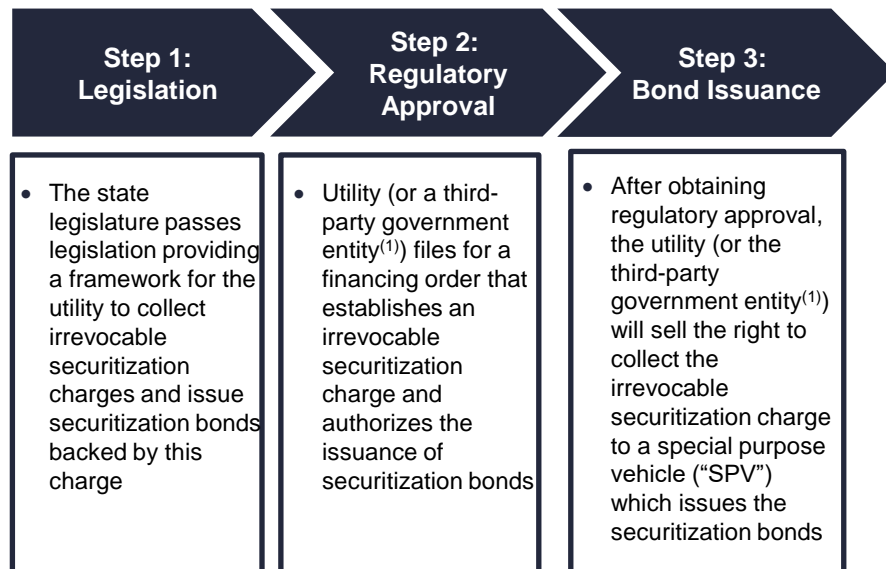 Step 1:
Legislation
Step 2:
Regulatory
Approval
Step 3:
Bond Issuance
• The state
legislature passes
legislation providing
a framework for the
utility to collect
irrevocable
securitization
charges and issue
securitization bonds
backed by this
charge
• Utility (or a third-
party government
entity(1)) files for a
financing order that
establishes an
irrevocable
securitization
charge and
authorizes the
issuance of
securitization bonds
• After obtaining
regulatory approval,
the utility (or the
third-party
government entity(1))
will sell the right to
collect the
irrevocable
securitization charge
to a special purpose
vehicle (“SPV”)
which issues the
securitization bonds